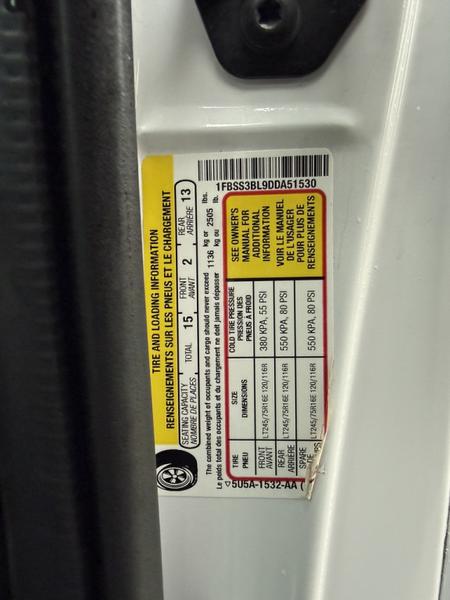 1FBSS3BL9DDA51530
TIRE AND LOADING INFORMATION
RENSEIGNEMENTS SUR LES PNEUS ET LE CHARGEMENT
SEATING CAPACITY TOTAL 15 FRONT 2 REAR 13
NOMBRE DE PLACES AVANT ARRIÈRE
The combined weight of occupants and cargo should never exceed 1136 kg or 2505 lbs.
Le poids total des occupants et du chargement ne doit jamais dépasser kg ou lb.
TIRE SIZE COLD TIRE PRESSURE
PNEU DIMENSIONS PRESSION DES
PNEUS À FROID
FRONT LT245/75R16E 120/116R 380 KPA, 55 PSI
AVANT
REAR LT245/75R16E 120/116R 550 KPA, 80 PSI
ARRIÈRE
SPARE LT245/75R16E 120/116R 550 KPA, 80 PSI
SEE OWNER'S
MANUAL FOR
ADDITIONAL
INFORMATION
VOIR LE MANUEL
DE L'USAGER
POUR PLUS DE
RENSEIGNEMENTS
▽5U5A-1532-AA (